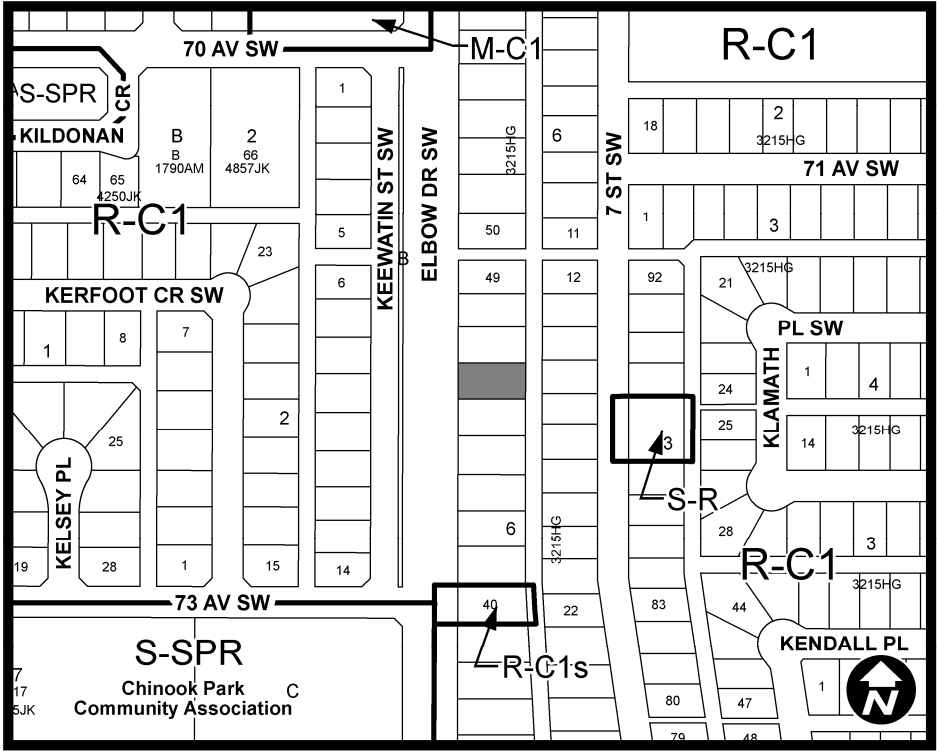 70 AV SW
M-C1
R-C1
S-SPR
CR
KILDONAN
B
B
1790AM
2
66
4857JK
1
64
65
4250JK
R-C1
5
23
KEEWATIN ST SW
ELBOW DR SW
B
3215HG
6
50
11
7 ST SW
18
2
3215HG
71 AV SW
1
3
KERFOOT CR SW
6
49
12
92
3215HG
21
PL SW
KLAMATH
1
8
7
2
1
4
24
25
14
3215HG
3
S-R
25
KELSEY PL
6
3215HG
28
3
R-C1
3215HG
19
28
1
15
14
73 AV SW
40
R-C1s
22
83
44
KENDALL PL
S-SPR
Chinook Park
Community Association
C
7
17
5JK
80
47
1
79
48
N